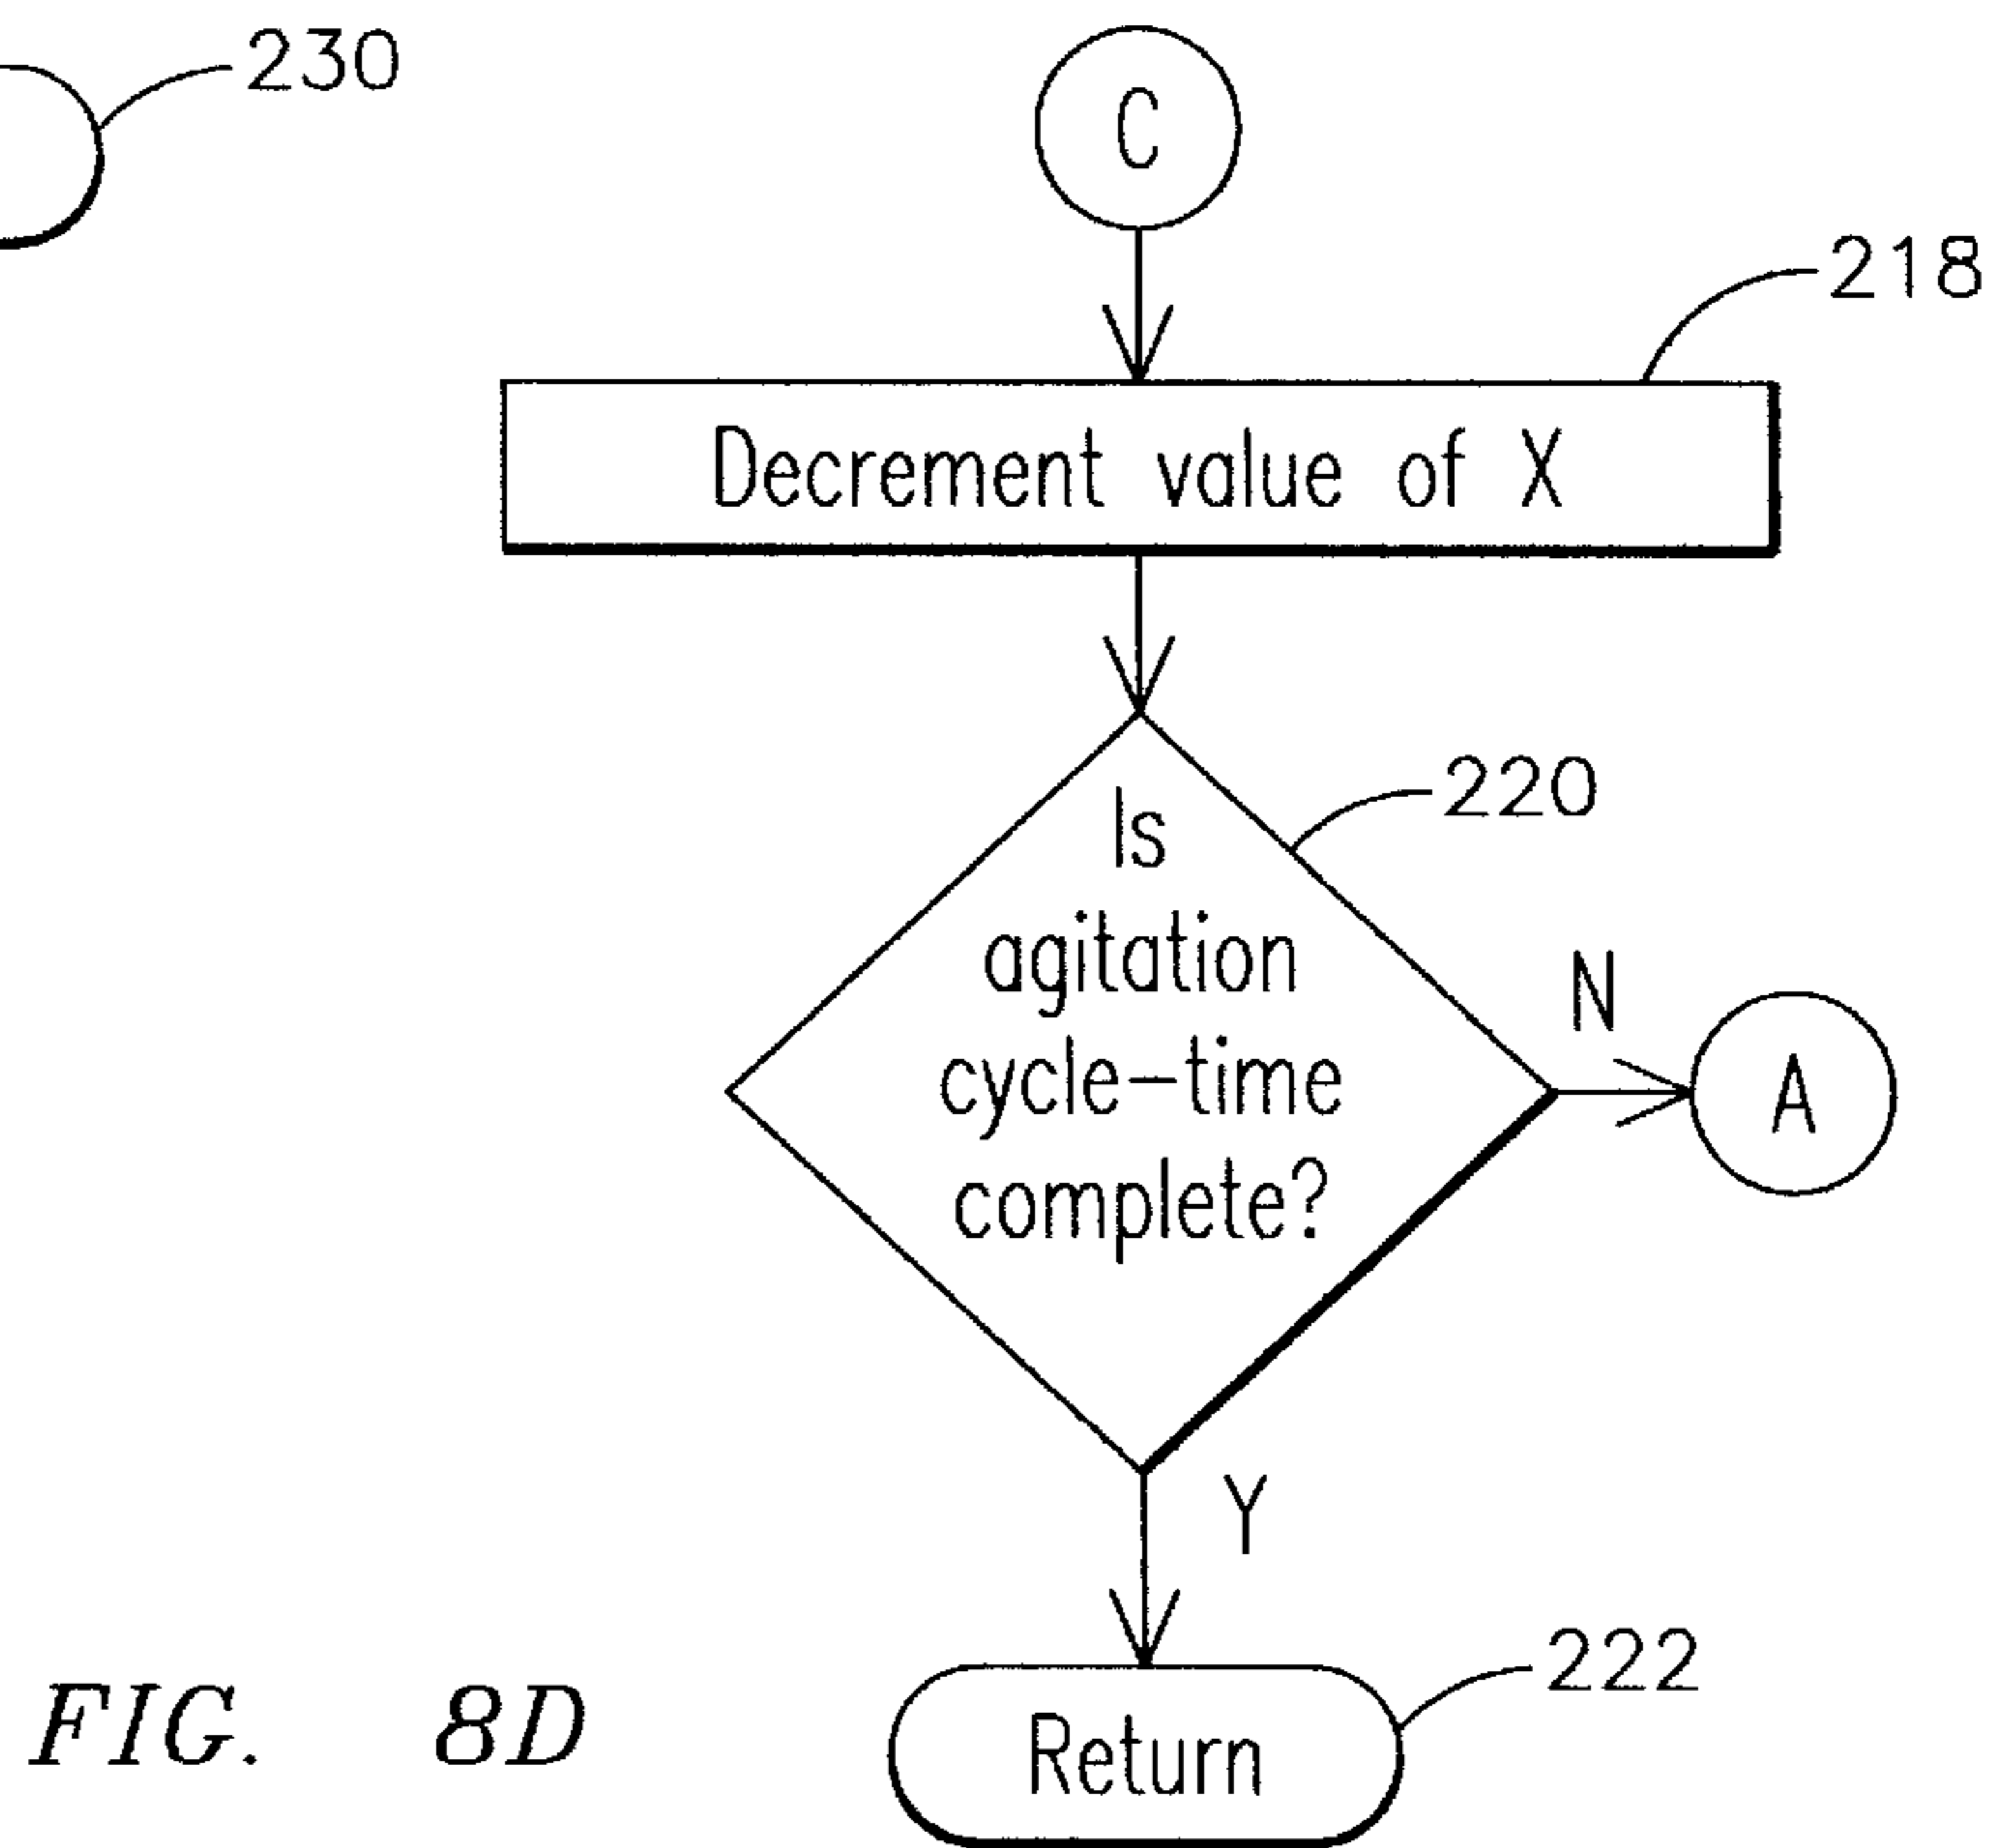 230
C
218
Decrement value of X
220
Is
agitation
cycle-time
complete?
N
A
Y
222
Return
FIG. 8D